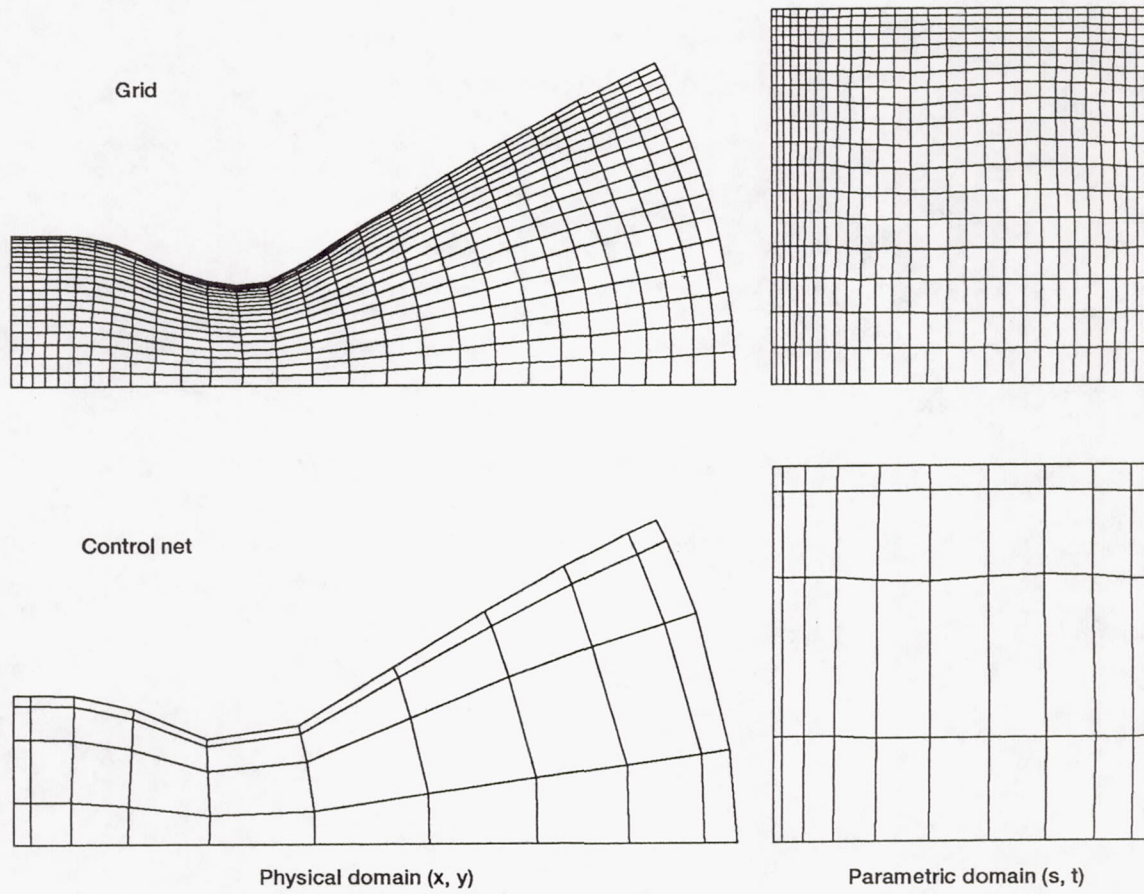 Grid
Control net
Physical domain (x, y)
Parametric domain (s, t)